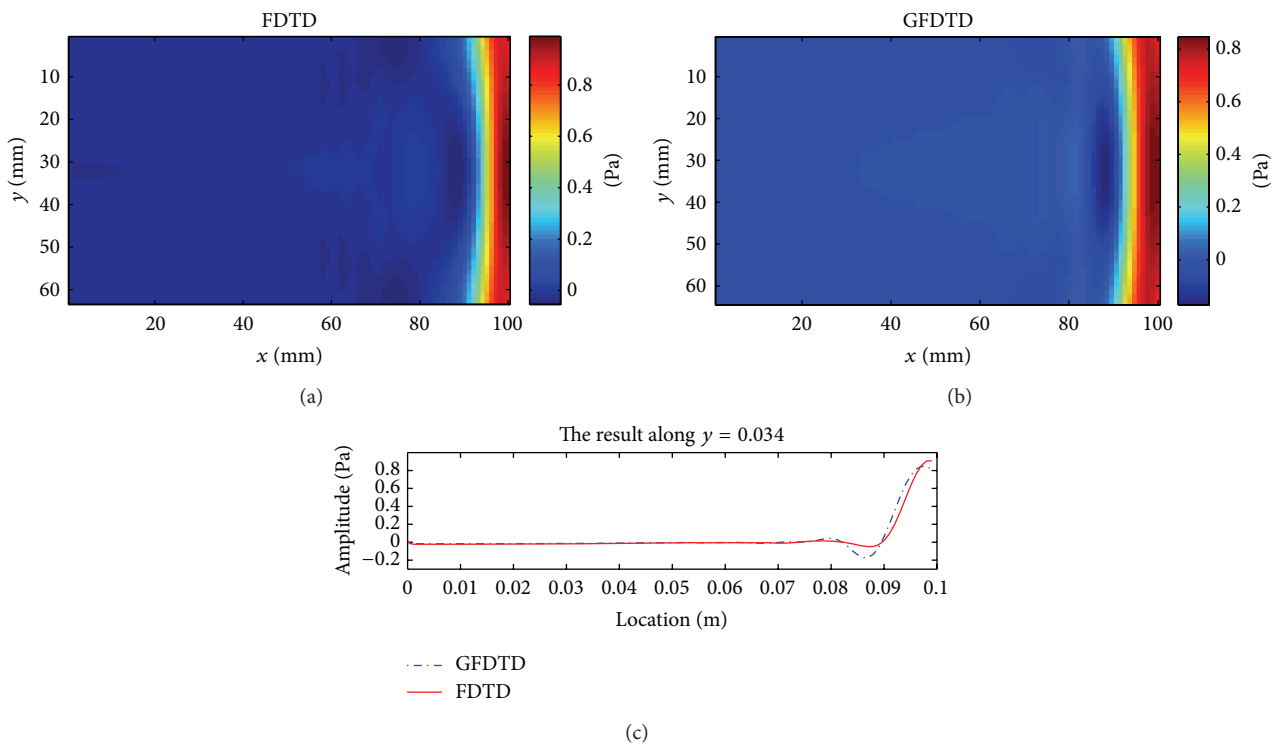 FDTD
10
20
30
40
50
60
y (mm)
20 40 60 80 100
x (mm)
0.8
0.6
0.4
0.2
0
(Pa)
(a)
GFDTD
10
20
30
40
50
60
y (mm)
20 40 60 80 100
x (mm)
0.8
0.6
0.4
0.2
0
(Pa)
(b)
The result along y = 0.034
Amplitude (Pa)
0.8
0.6
0.4
0.2
0
−0.2
0 0.01 0.02 0.03 0.04 0.05 0.06 0.07 0.08 0.09 0.1
Location (m)
GFDTD
FDTD
(c)